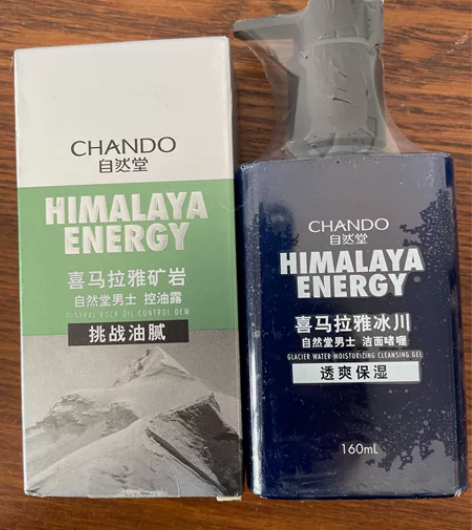 CHANDO
自然堂
HIMALAYA
ENERGY
喜马拉雅矿岩
自然堂男士 控油露
MINERAL ROCK OIL CONTROL DEW
挑战油腻
CHANDO
自然堂
HIMALAYA
ENERGY
喜马拉雅冰川
自然堂男士 洁面啫喱
GLACIER WATER MOISTURIZING CLEANSING GEL
透爽保湿
160mL